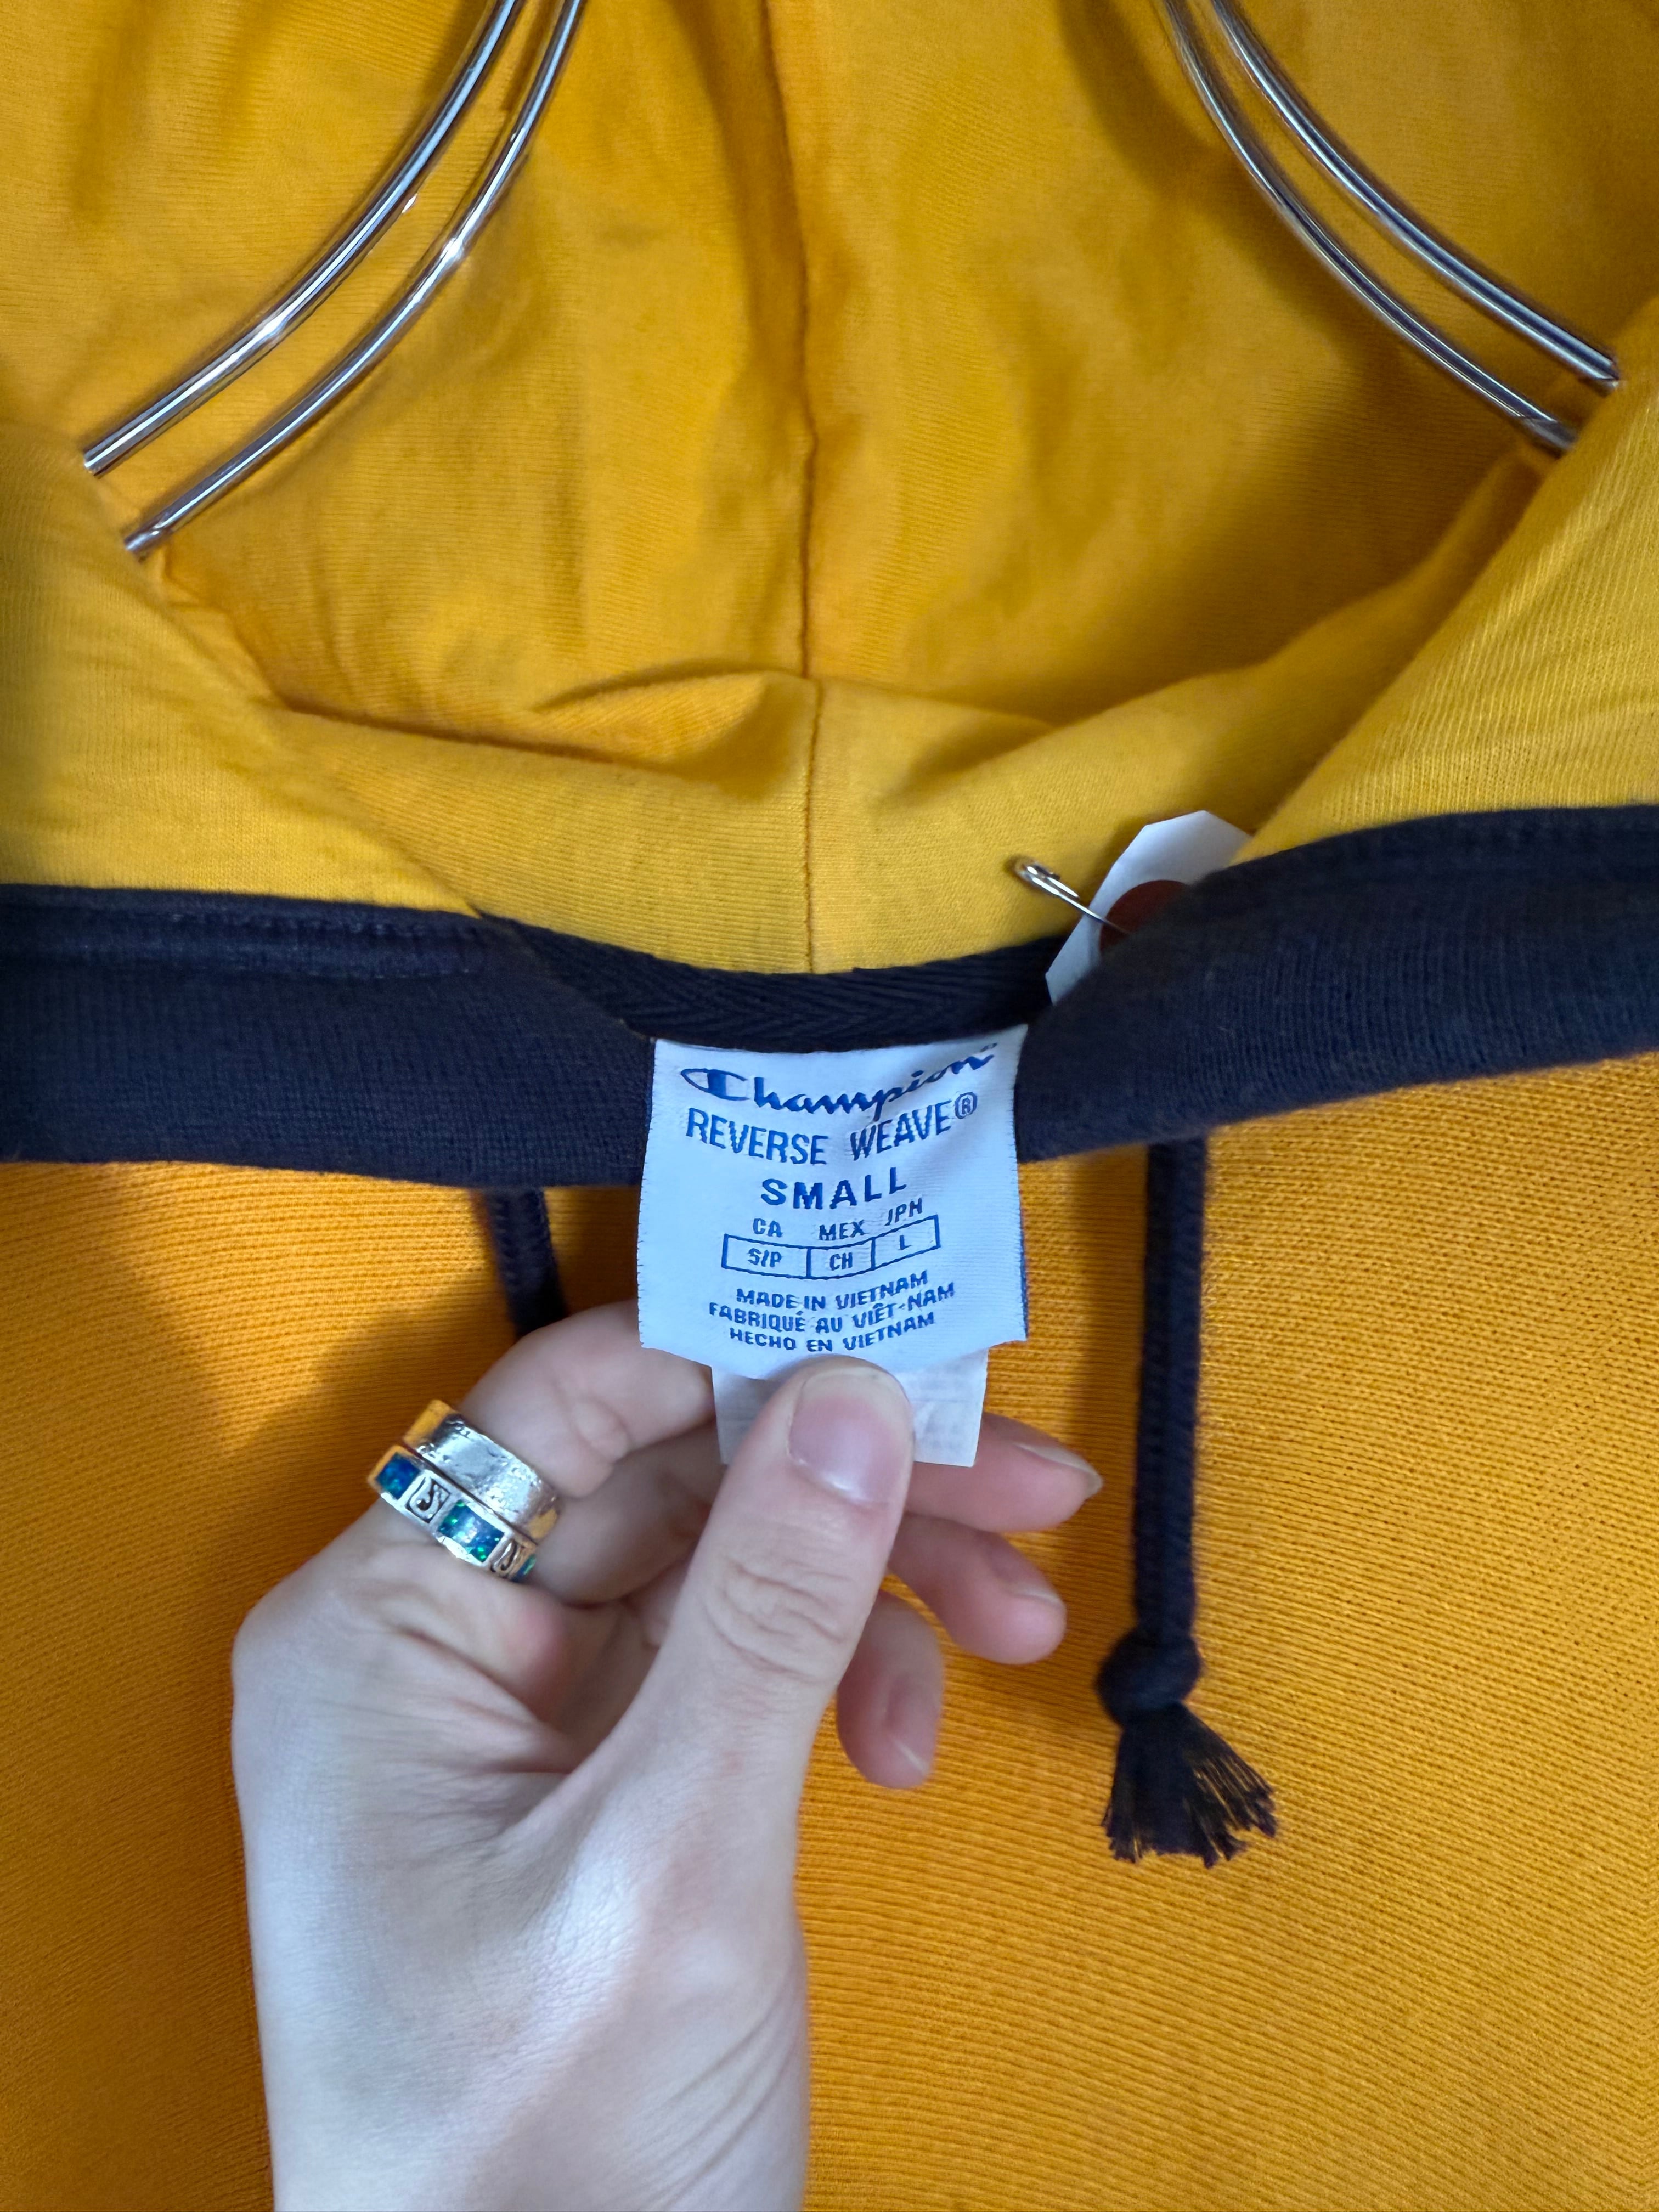 Champion®
REVERSE WEAVE®
SMALL
CA MEX JPN
S/P CH L
MADE IN VIETNAM
FABRIQUÉ AU VIÊT-NAM
HECHO EN VIETNAM